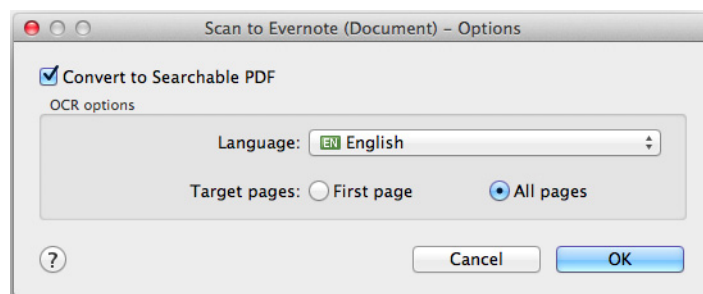 Scan to Evernote (Document) – Options
Convert to Searchable PDF
OCR options
Language: EN English
Target pages: First page All pages
? Cancel OK